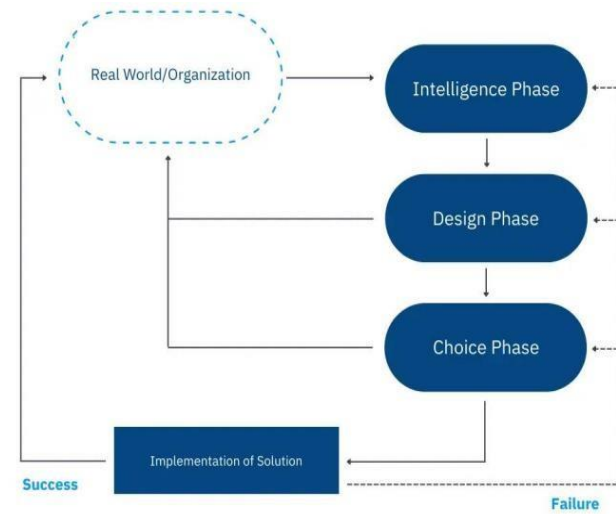 Real World/Organization
Intelligence Phase
Design Phase
Choice Phase
Implementation of Solution
Success
Failure